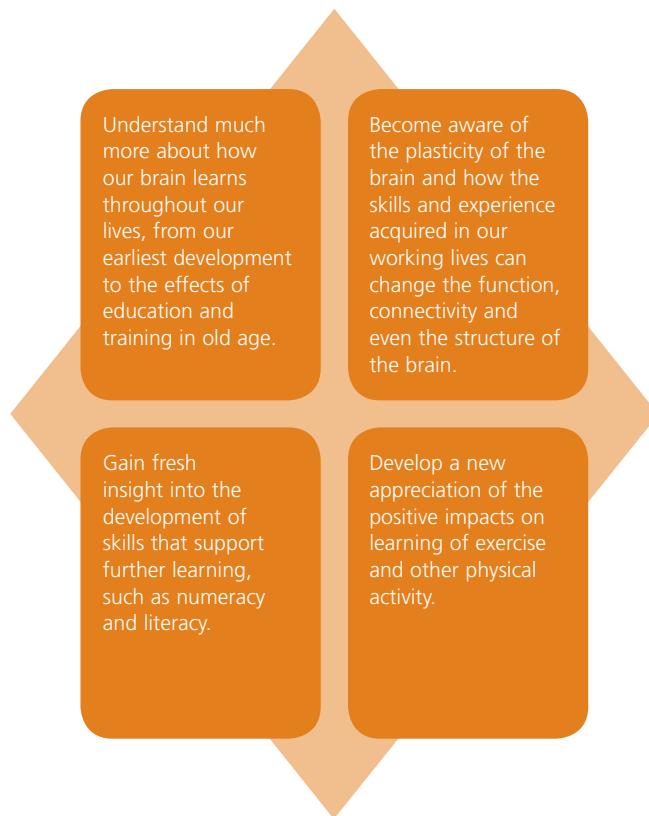 Understand much
more about how
our brain learns
throughout our
lives, from our
earliest development
to the effects of
education and
training in old age.
Become aware of
the plasticity of the
brain and how the
skills and experience
acquired in our
working lives can
change the function,
connectivity and
even the structure of
the brain.
Gain fresh
insight into the
development of
skills that support
further learning,
such as numeracy
and literacy.
Develop a new
appreciation of the
positive impacts on
learning of exercise
and other physical
activity.